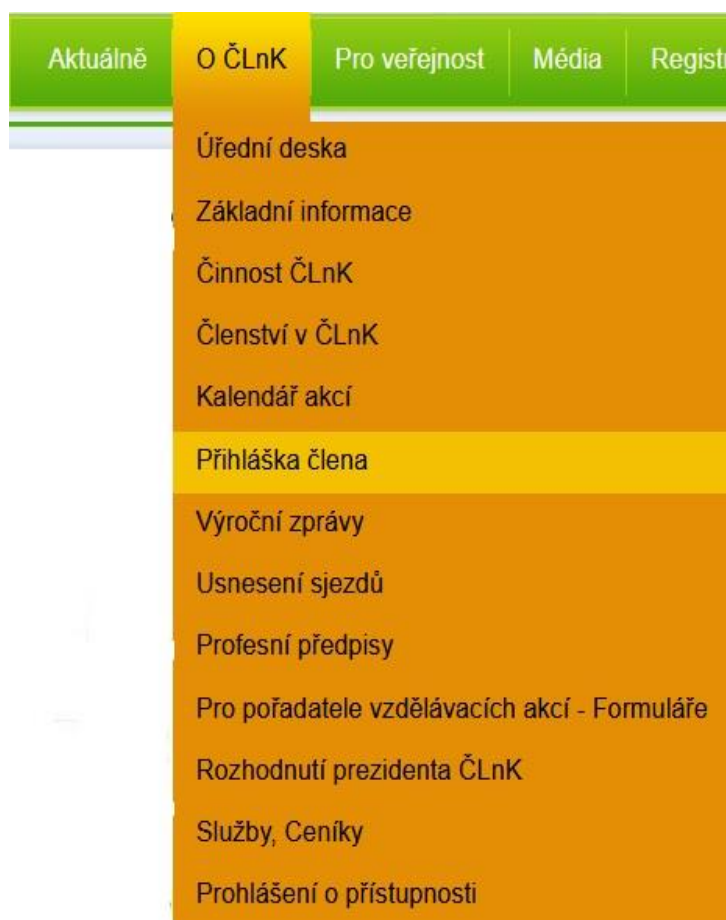 Aktuálně O ČLnK Pro veřejnost Média
Úřední deska
Základní informace
Činnost ČLnK
Členství v ČLnK
Kalendář akcí
Přihláška člena
Výroční zprávy
Usnesení sjezdů
Profesní předpisy
Pro pořadatele vzdělávacích akcí - Formuláře
Rozhodnutí prezidenta ČLnK
Služby, Ceníky
Prohlášení o přístupnosti